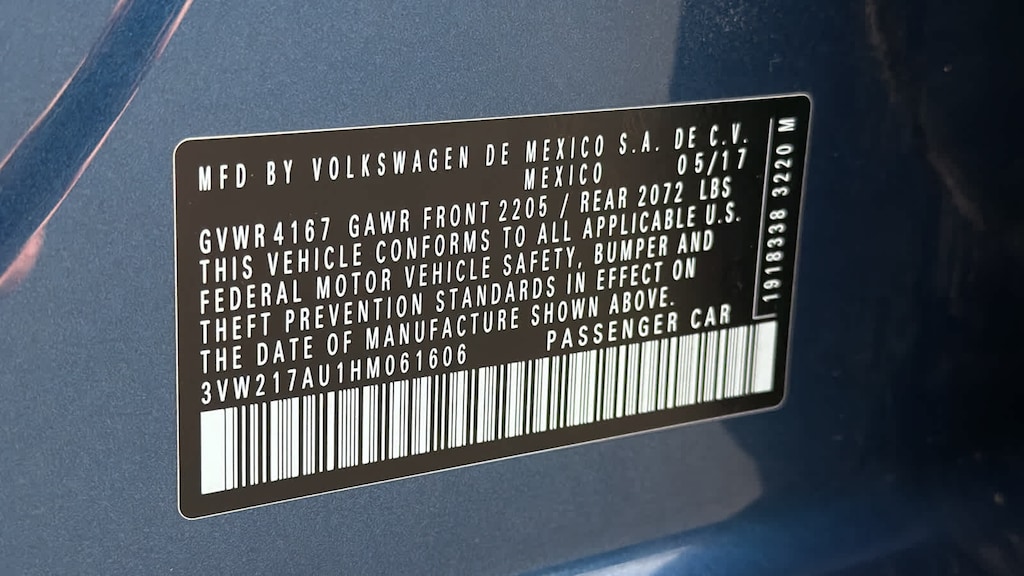 MFD BY VOLKSWAGEN DE MEXICO S.A. DE C.V.
MEXICO 05/17
GVWR 4167 GAWR FRONT 2205 / REAR 2072 LBS
THIS VEHICLE CONFORMS TO ALL APPLICABLE U.S.
FEDERAL MOTOR VEHICLE SAFETY, BUMPER AND
THEFT PREVENTION STANDARDS IN EFFECT ON
THE DATE OF MANUFACTURE SHOWN ABOVE.
3VW217AU1HM061606 PASSENGER CAR
1918338 3220 M